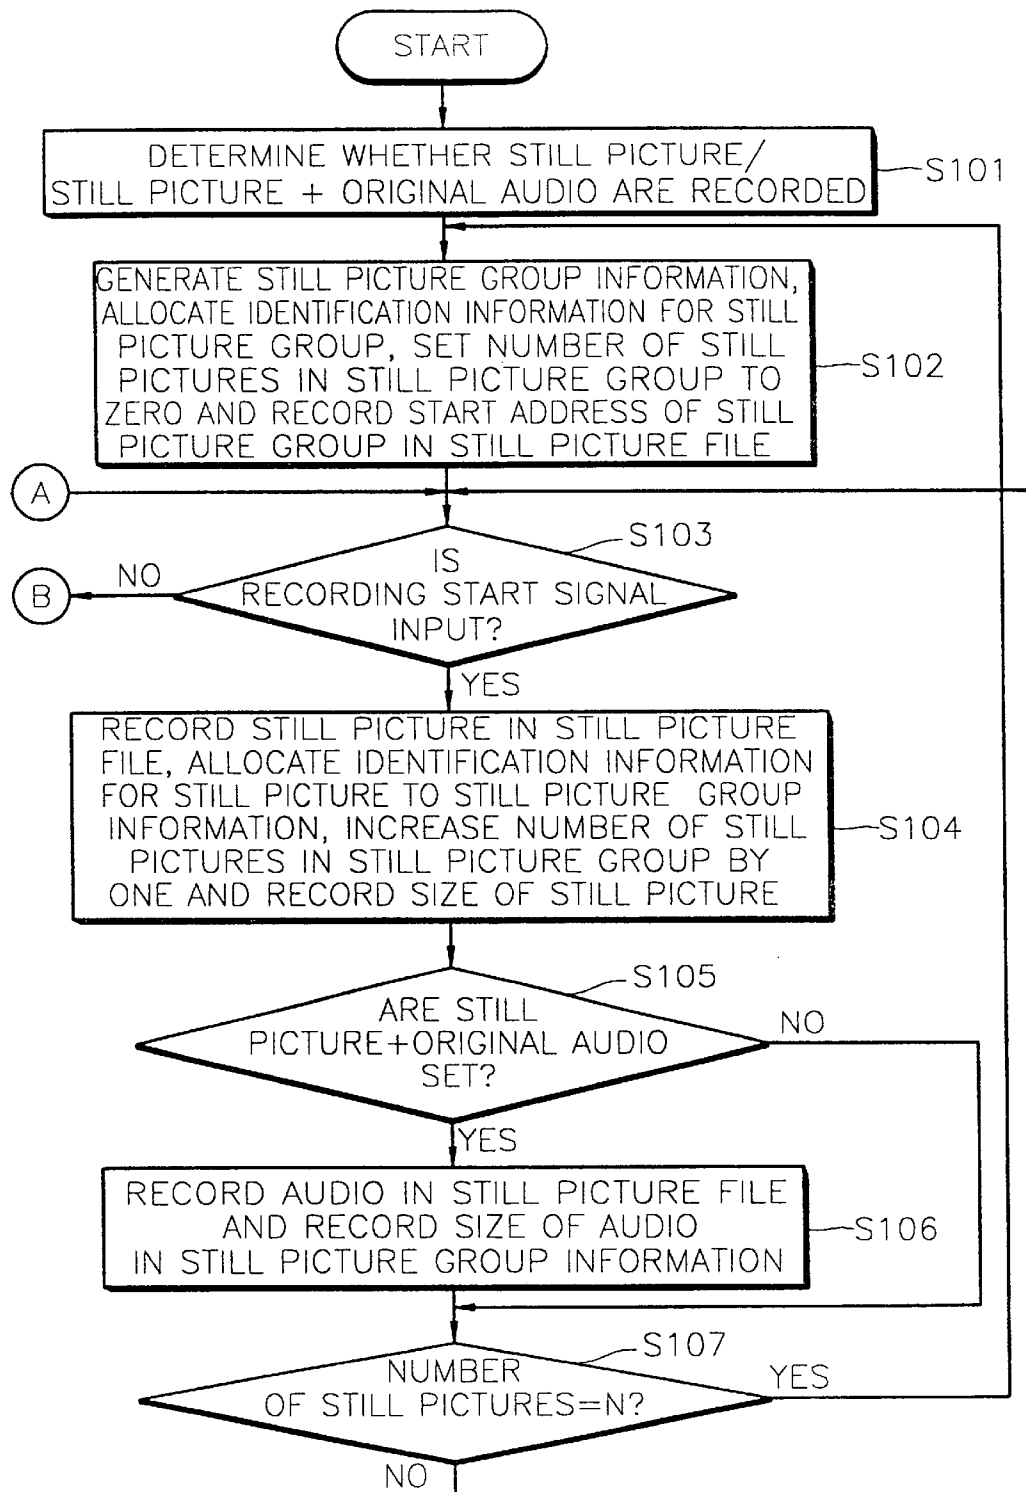 START
DETERMINE WHETHER STILL PICTURE/
STILL PICTURE + ORIGINAL AUDIO ARE RECORDED
S101
GENERATE STILL PICTURE GROUP INFORMATION,
ALLOCATE IDENTIFICATION INFORMATION FOR STILL
PICTURE GROUP, SET NUMBER OF STILL
PICTURES IN STILL PICTURE GROUP TO
ZERO AND RECORD START ADDRESS OF STILL
PICTURE GROUP IN STILL PICTURE FILE
S102
A
S103
IS
RECORDING START SIGNAL
INPUT?
NO
B
YES
RECORD STILL PICTURE IN STILL PICTURE
FILE, ALLOCATE IDENTIFICATION INFORMATION
FOR STILL PICTURE TO STILL PICTURE GROUP
INFORMATION, INCREASE NUMBER OF STILL
PICTURES IN STILL PICTURE GROUP BY
ONE AND RECORD SIZE OF STILL PICTURE
S104
S105
ARE STILL
PICTURE+ORIGINAL AUDIO
SET?
NO
YES
RECORD AUDIO IN STILL PICTURE FILE
AND RECORD SIZE OF AUDIO
IN STILL PICTURE GROUP INFORMATION
S106
S107
NUMBER
OF STILL PICTURES=N?
YES
NO